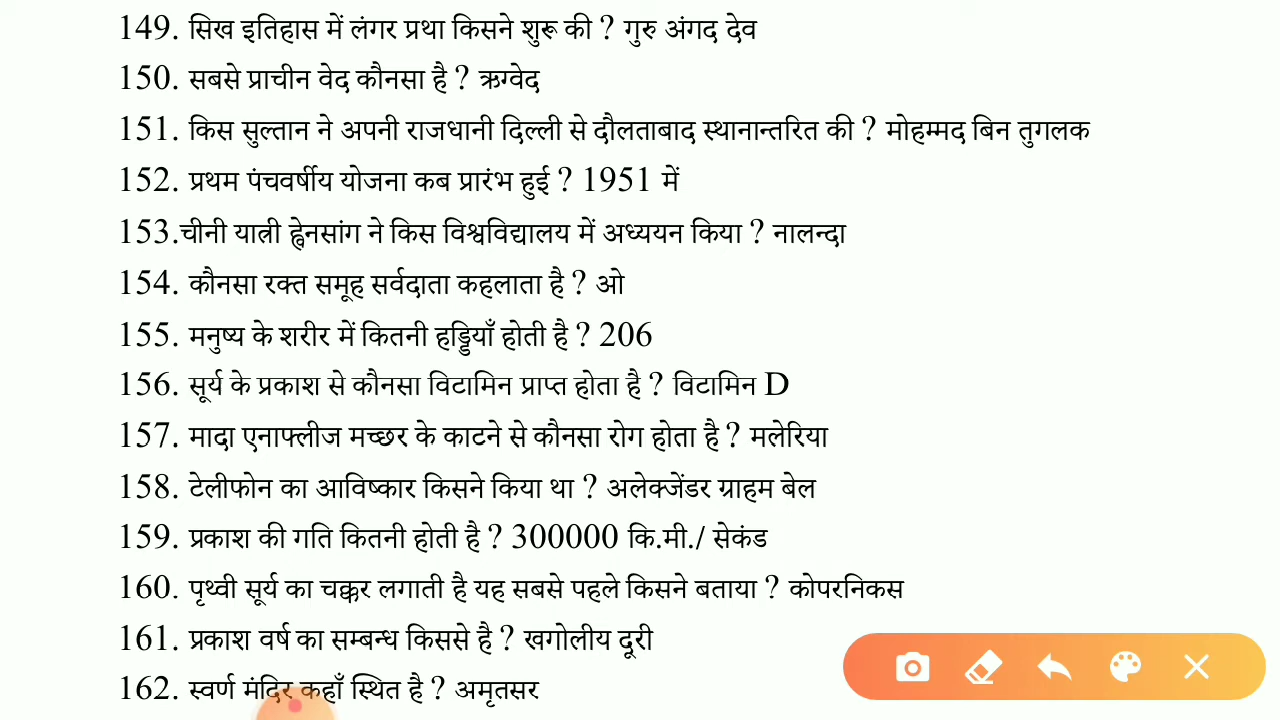 149. सिख इतिहास में लंगर प्रथा किसने शुरू की ? गुरु अंगद देव
150. सबसे प्राचीन वेद कौनसा है ? ऋग्वेद
151. किस सुल्तान ने अपनी राजधानी दिल्ली से दौलताबाद स्थानान्तरित की ? मोहम्मद बिन तुगलक
152. प्रथम पंचवर्षीय योजना कब प्रारंभ हुई ? 1951 में
153.चीनी यात्री ह्वेनसांग ने किस विश्वविद्यालय में अध्ययन किया ? नालन्दा
154. कौनसा रक्त समूह सर्वदाता कहलाता है ? ओ
155. मनुष्य के शरीर में कितनी हड्डियाँ होती है ? 206
156. सूर्य के प्रकाश से कौनसा विटामिन प्राप्त होता है ? विटामिन D
157. मादा एनाफ्लीज मच्छर के काटने से कौनसा रोग होता है ? मलेरिया
158. टेलीफोन का आविष्कार किसने किया था ? अलेक्जेंडर ग्राहम बेल
159. प्रकाश की गति कितनी होती है ? 300000 कि.मी./ सेकंड
160. पृथ्वी सूर्य का चक्कर लगाती है यह सबसे पहले किसने बताया ? कोपरनिकस
161. प्रकाश वर्ष का सम्बन्ध किससे है ? खगोलीय दूरी
162. स्वर्ण मंदिर कहाँ स्थित है ? अमृतसर